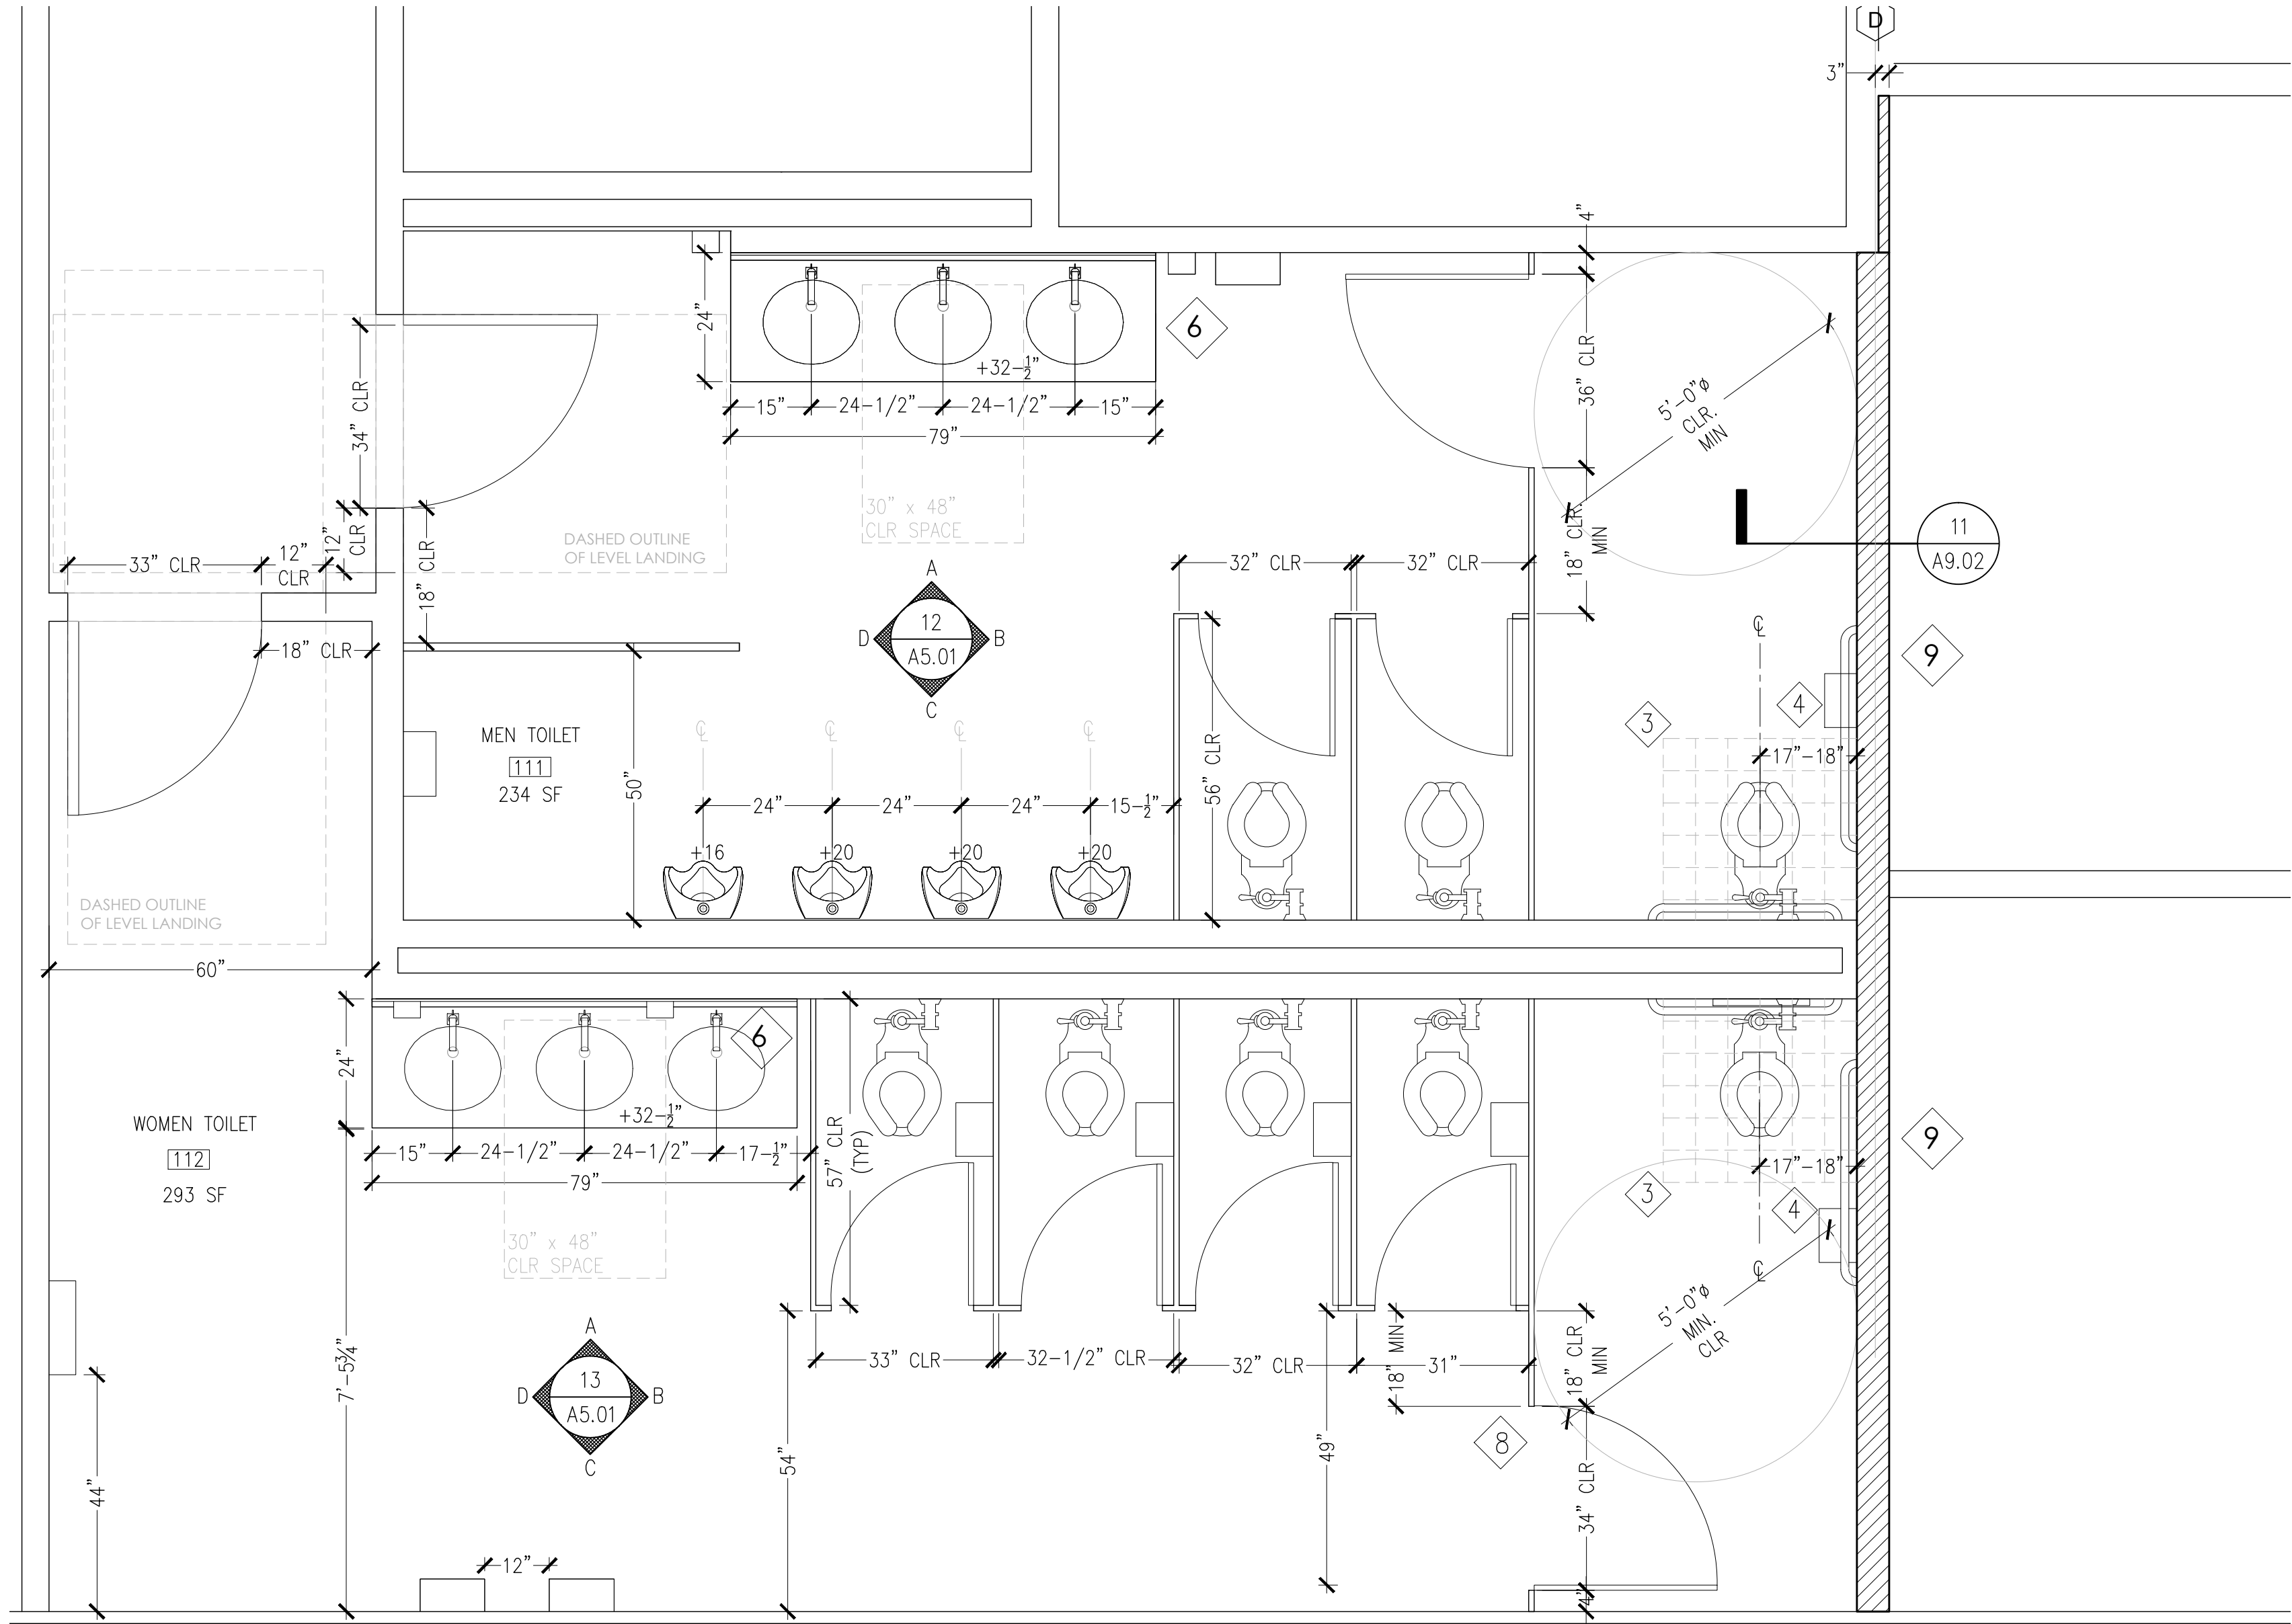 D
3”
4”
24”
6
+32-½”
15”
24-1/2”
24-1/2”
15”
79”
34” CLR
36” CLR
5’-0”ø
CLR.
MIN
30” x 48”
CLR SPACE
DASHED OUTLINE
OF LEVEL LANDING
12”
CLR
18” CLR
33” CLR
12”
CLR
18” CLR
18” CLR.
MIN
11
A9.02
32” CLR
32” CLR
A
D
12
B
A5.01
C
9
4
3
17”-18”
℄
MEN TOILET
111
234 SF
50”
℄
℄
℄
℄
24”
24”
24”
15-½”
56” CLR
+16
+20
+20
+20
DASHED OUTLINE
OF LEVEL LANDING
60”
24”
6
+32-½”
15”
24-1/2”
24-1/2”
17-½”
79”
57” CLR
(TYP)
WOMEN TOILET
112
293 SF
30” x 48”
CLR SPACE
17”-18”
3
4
9
℄
5’-0”ø
MIN.
CLR
7’-5¾”
A
D
13
B
A5.01
C
33” CLR
32-1/2” CLR
32” CLR
31”
18” MIN
18” CLR
MIN
8
44”
54”
49”
34” CLR
12”
4”